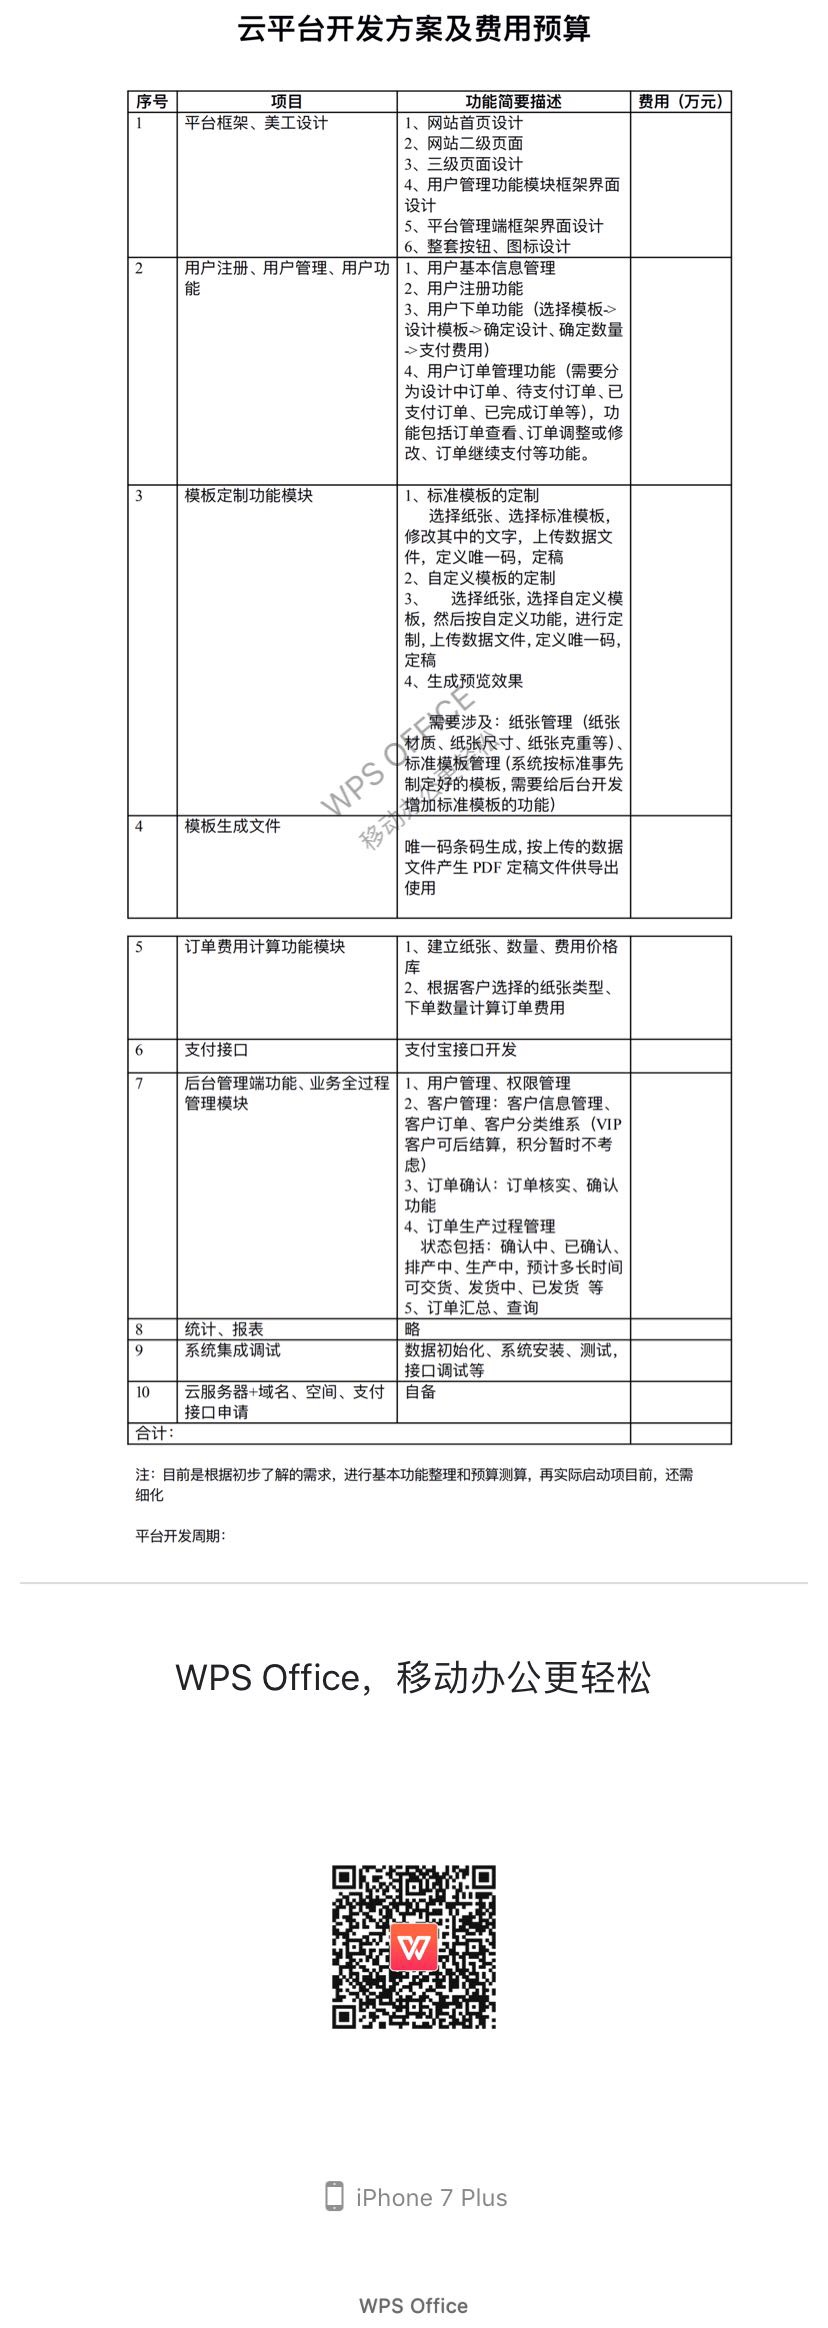 云平台开发方案及费用预算
序号 项目 功能简要描述 费用（万元）
1 平台框架、美工设计 1、网站首页设计
2、网站二级页面
3、三级页面设计
4、用户管理功能模块框架界面
设计
5、平台管理端框架界面设计
6、整套按钮、图标设计
2 用户注册、用户管理、用户功 1、用户基本信息管理
能 2、用户注册功能
3、用户下单功能（选择模板->
设计模板->确定设计、确定数量
->支付费用）
4、用户订单管理功能（需要分
为设计中订单、待支付订单、已
支付订单、已完成订单等），功
能包括订单查看、订单调整或修
改、订单继续支付等功能。
3 模板定制功能模块 1、标准模板的定制
选择纸张、选择标准模板，
修改其中的文字，上传数据文
件，定义唯一码，定稿
2、自定义模板的定制
3、 选择纸张，选择自定义模
板，然后按自定义功能，进行定
制，上传数据文件，定义唯一码，
定稿
4、生成预览效果
需要涉及：纸张管理（纸张
材质、纸张尺寸、纸张克重等）、
标准模板管理（系统按标准事先
制定好的模板，需要给后台开发
增加标准模板的功能）
WPS OFFICE
移动办公更轻松
4 模板生成文件
唯一码条码生成，按上传的数据
文件产生 PDF 定稿文件供导出
使用
5 订单费用计算功能模块 1、建立纸张、数量、费用价格
库
2、根据客户选择的纸张类型、
下单数量计算订单费用
6 支付接口 支付宝接口开发
7 后台管理端功能、业务全过程 1、用户管理、权限管理
管理模块 2、客户管理：客户信息管理、
客户订单、客户分类维系（VIP
客户可后结算，积分暂时不考
虑）
3、订单确认：订单核实、确认
功能
4、订单生产过程管理
状态包括：确认中、已确认、
排产中、生产中，预计多长时间
可交货、发货中、已发货 等
5、订单汇总、查询
8 统计、报表 略
9 系统集成调试 数据初始化、系统安装、测试，
接口调试等
10 云服务器+域名、空间、支付 自备
接口申请
合计：
注：目前是根据初步了解的需求，进行基本功能整理和预算测算，再实际启动项目前，还需
细化
平台开发周期：
WPS Office，移动办公更轻松
iPhone 7 Plus
WPS Office